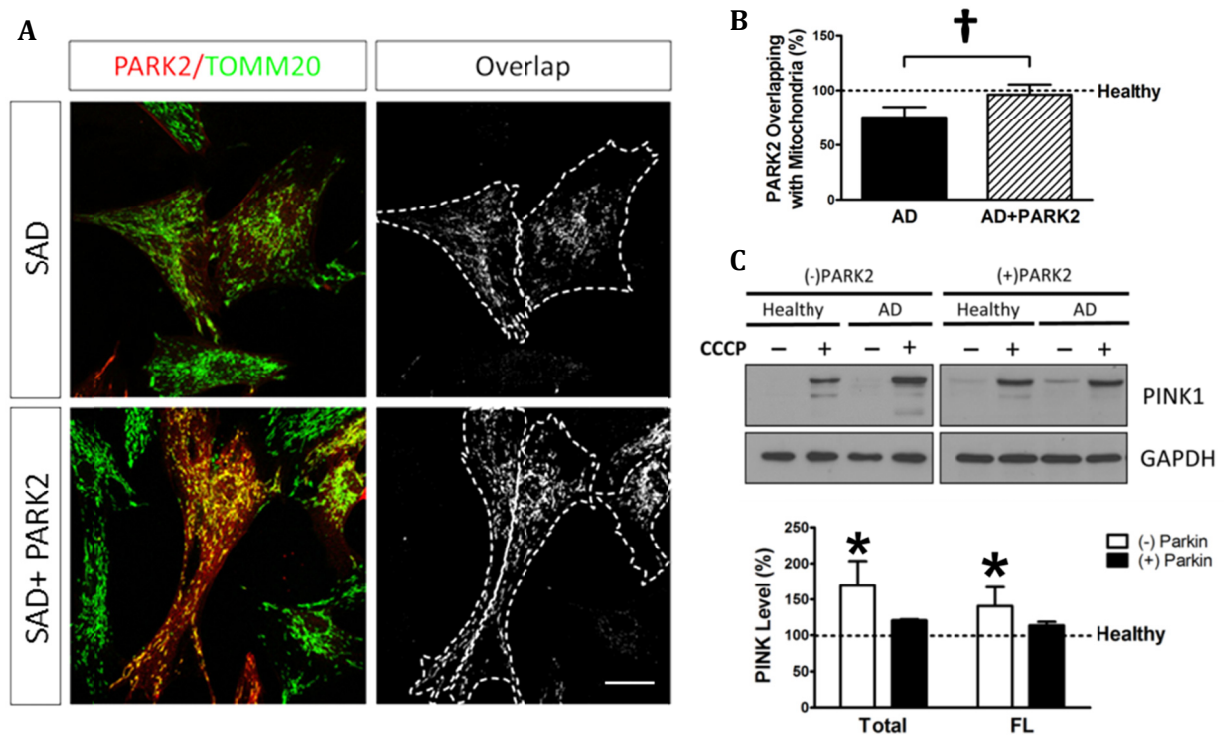 A
PARK2/TOMM20
Overlap
SAD
SAD+ PARK2
B
PARK2 Overlapping
with Mitochondria (%)
150
100
50
0
†
Healthy
AD
AD+PARK2
C
(-)PARK2
(+)PARK2
Healthy
AD
Healthy
AD
CCCP
− + − + − + − +
PINK1
GAPDH
PINK Level (%)
250
200
150
100
50
0
*
*
(-) Parkin
(+) Parkin
Healthy
Total
FL